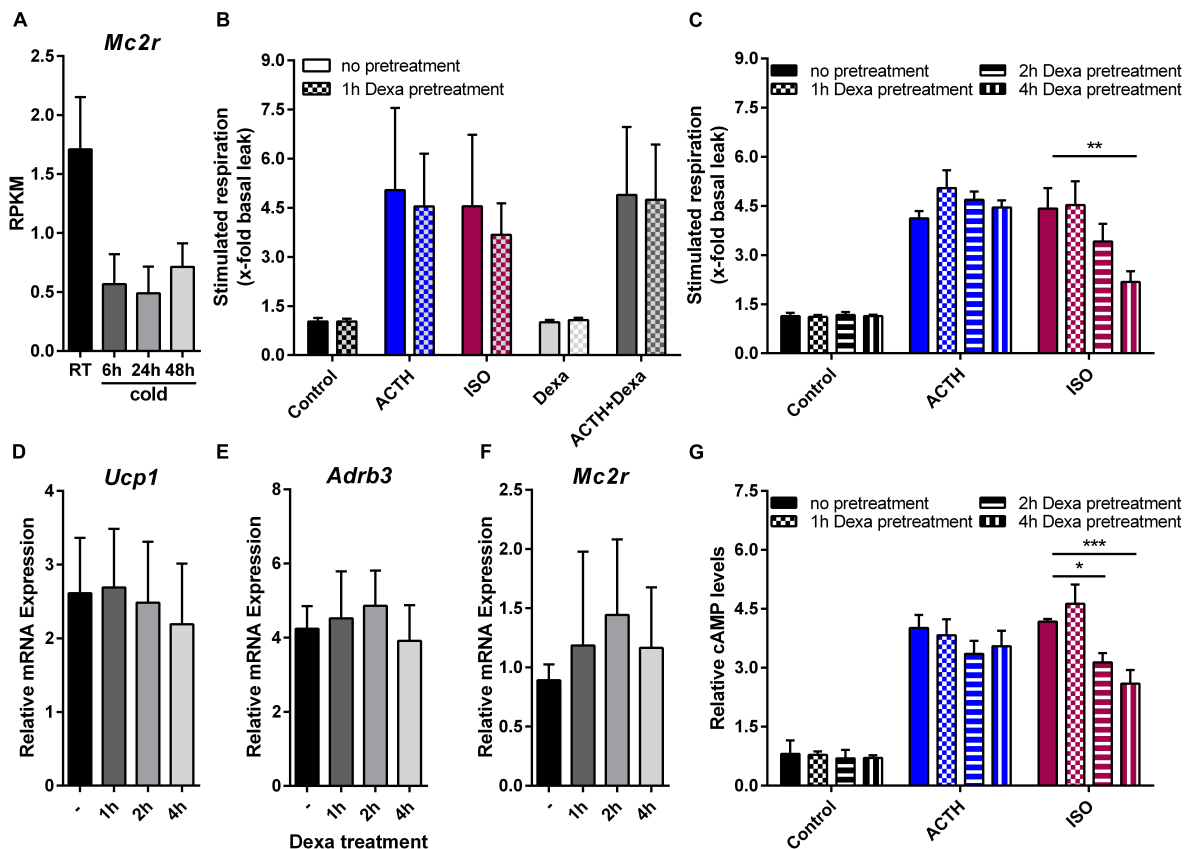 A
Mc2r
RPKM
2.5
2.0
1.5
1.0
0.5
0.0
RT
6h
24h
48h
cold
B
Stimulated respiration
(x-fold basal leak)
9.0
7.5
6.0
4.5
3.0
1.5
0.0
no pretreatment
1h Dexa pretreatment
Control
ACTH
ISO
Dexa
ACTH+Dexa
C
Stimulated respiration
(x-fold basal leak)
9.0
7.5
6.0
4.5
3.0
1.5
0.0
no pretreatment
1h Dexa pretreatment
2h Dexa pretreatment
4h Dexa pretreatment
**
Control
ACTH
ISO
D
Ucp1
Relative mRNA Expression
4
3
2
1
0
-
1h
2h
4h
E
Adrb3
Relative mRNA Expression
8
6
4
2
0
-
1h
2h
4h
Dexa treatment
F
Mc2r
Relative mRNA Expression
2.5
2.0
1.5
1.0
0.5
0.0
-
1h
2h
4h
G
Relative cAMP levels
7.5
6.0
4.5
3.0
1.5
0.0
no pretreatment
1h Dexa pretreatment
2h Dexa pretreatment
4h Dexa pretreatment
***
*
Control
ACTH
ISO